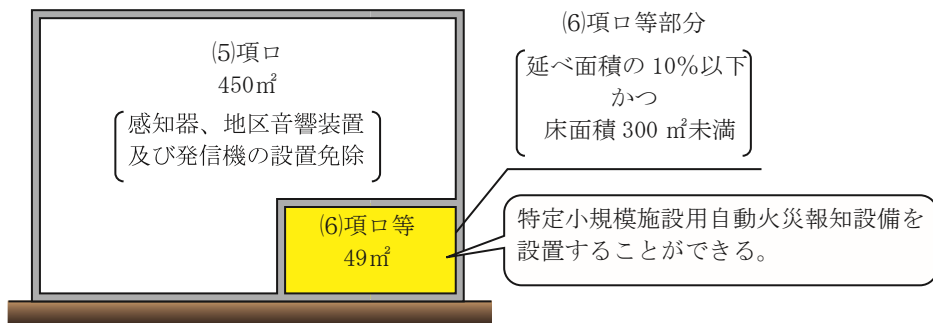 ⑸項ロ
450㎡
感知器、地区音響装置
及び発信機の設置免除
⑹項ロ等
49㎡
⑹項ロ等部分
延べ面積の 10%以下
かつ
床面積 300 ㎡未満
特定小規模施設用自動火災報知設備を
設置することができる。